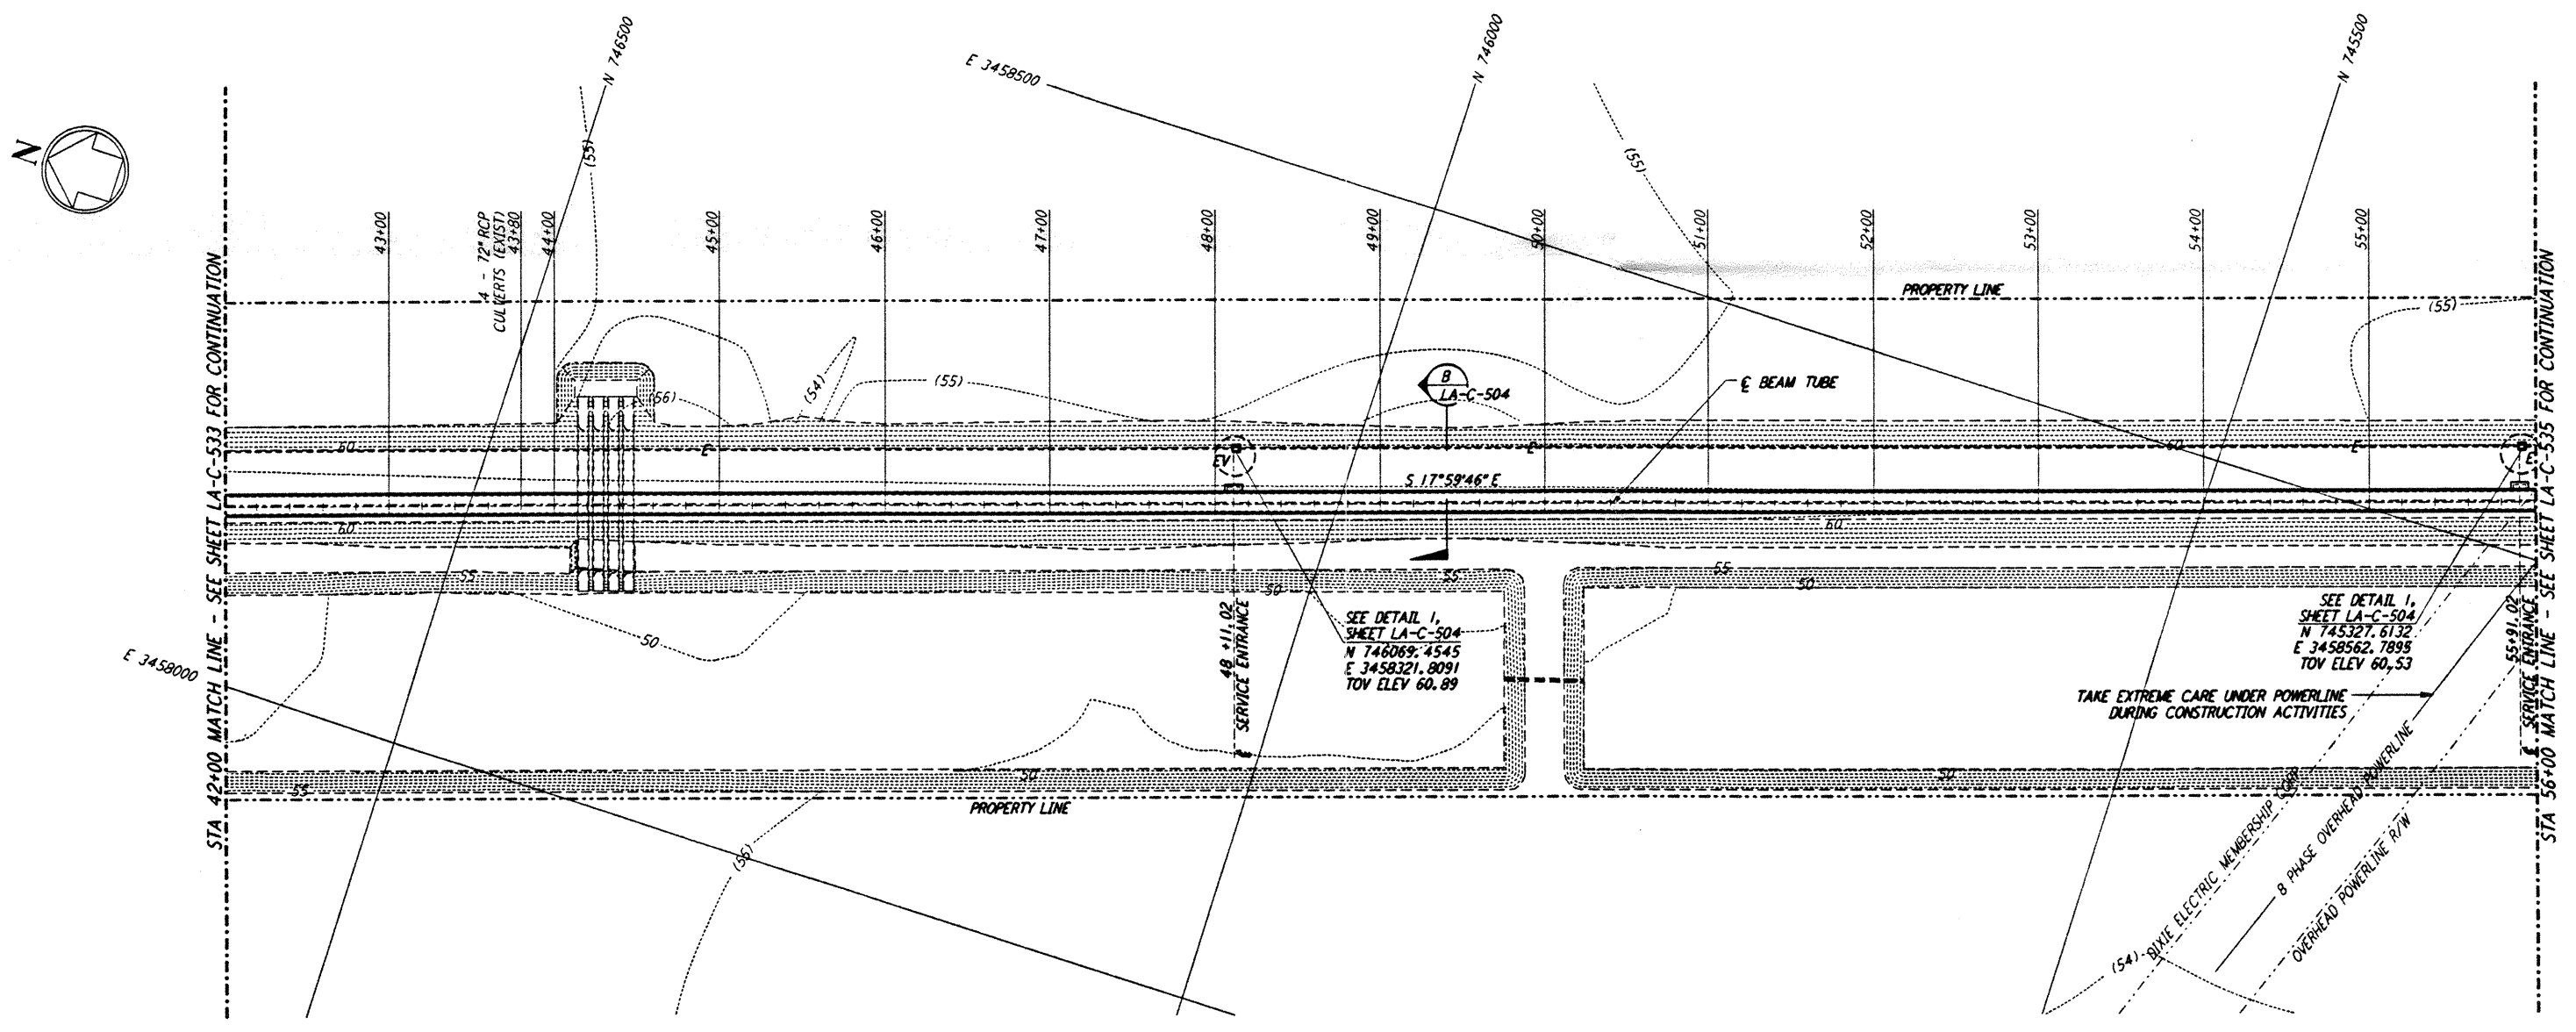 N
N 746500
E 3458500
N 746000
N 745500
4 - 72" RCP
CULVERTS (EXIST)
43+00
43+80
44+00
45+00
46+00
47+00
48+00
49+00
50+00
51+00
52+00
53+00
54+00
55+00
(55)
(55)
PROPERTY LINE
(55)
(54)
(55)
(56)
B
LA-C-504
℄ BEAM TUBE
STA 42+00 MATCH LINE - SEE SHEET LA-C-533 FOR CONTINUATION
STA 56+00 MATCH LINE - SEE SHEET LA-C-535 FOR CONTINUATION
60
E
EV
E
60
E
E
S 17°59'46" E
60
60
55
50
55
55
50
50
E 3458000
48 +11.02
℄ SERVICE ENTRANCE
SEE DETAIL 1,
SHEET LA-C-504
N 746069.4545
E 3458321.8091
TOV ELEV 60.89
SEE DETAIL 1,
SHEET LA-C-504
N 745327.6132
E 3458562.7895
TOV ELEV 60.53
55+91.02
℄ SERVICE ENTRANCE
TAKE EXTREME CARE UNDER POWERLINE
DURING CONSTRUCTION ACTIVITIES
55
50
50
PROPERTY LINE
DIXIE ELECTRIC MEMBERSHIP CORP
8 PHASE OVERHEAD POWERLINE
OVERHEAD POWERLINE R/W
(54)